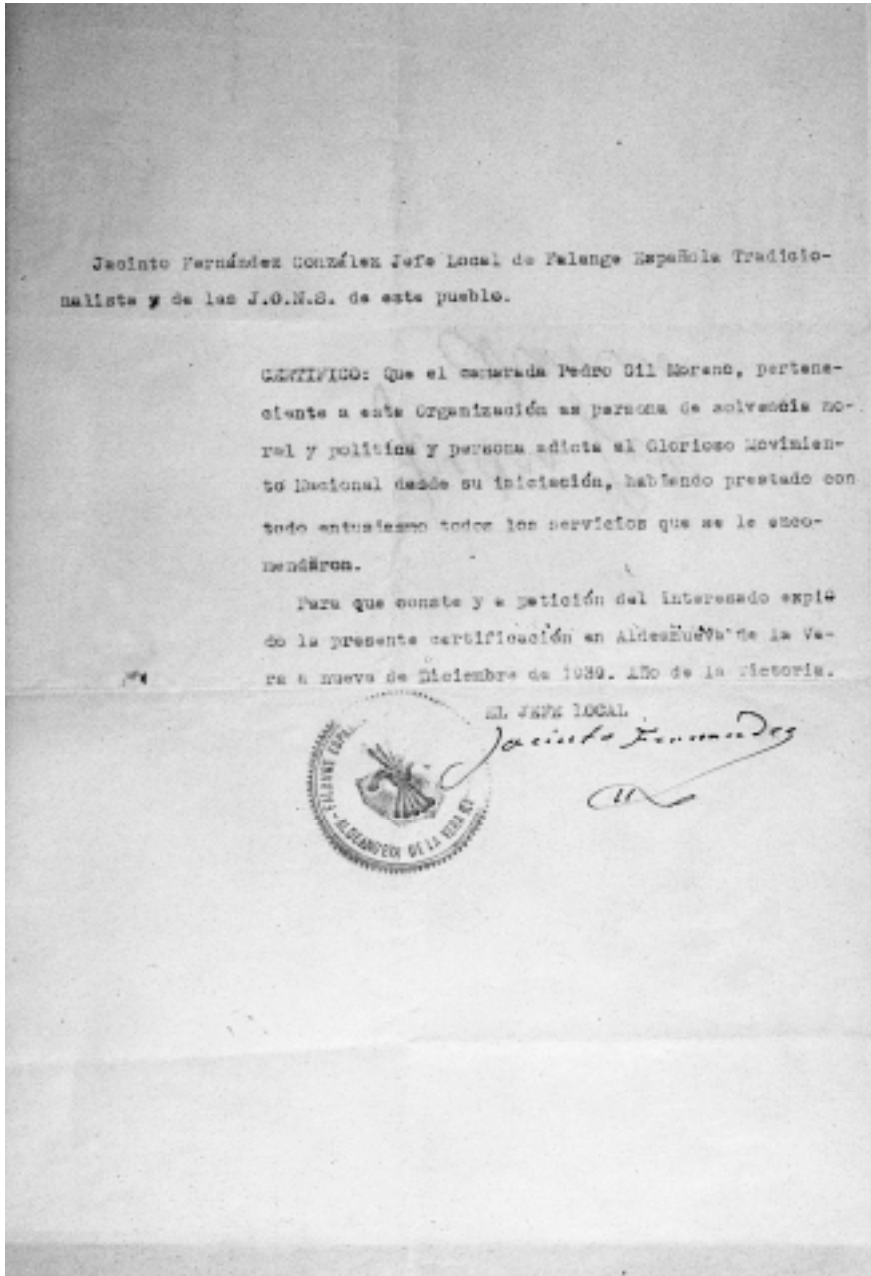 Jacinto Fernández González Jefe Local de Falange Española Tradicio-
nalista y de las J.O.N.S. de este pueblo.
CERTIFICO: Que el camarada Pedro Gil Moreno, pertene-
ciente a esta Organización es persona de solvencia mo-
ral y política y persona adicta al Glorioso Movimien-
to Nacional desde su iniciación, habiendo prestado con
todo entusiasmo todos los servicios que se le enco-
mendaron.
Para que conste y a petición del interesado expi
do la presente certificación en Aldeanueva de la Ve-
ra a nueve de Diciembre de 1939. Año de la Victoria.
EL JEFE LOCAL
Jacinto Fernandez
FALANGE ESPA
DE LA VERA